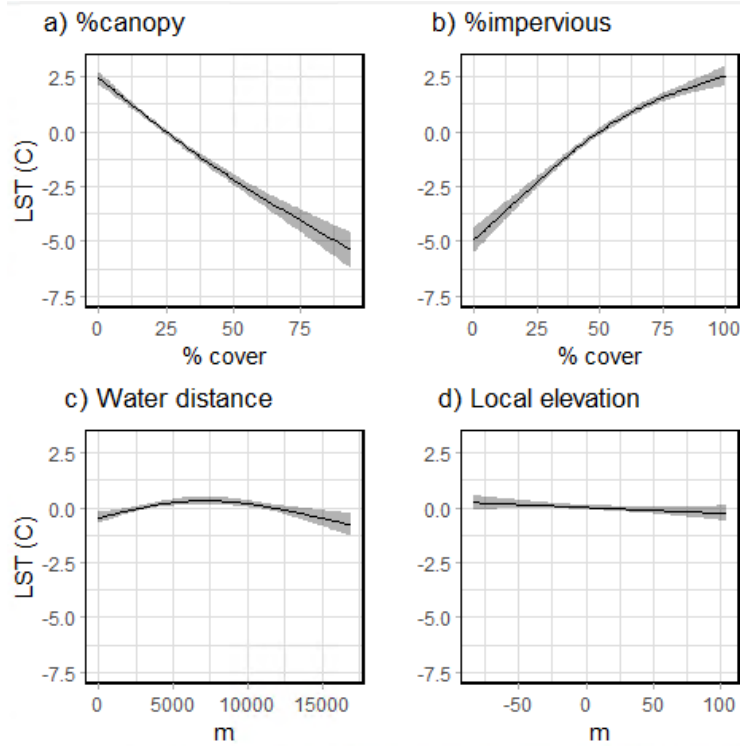 a) %canopy
b) %impervious
LST (C)
2.5
0.0
-2.5
-5.0
-7.5
0 25 50 75
% cover
2.5
0.0
-2.5
-5.0
-7.5
0 25 50 75 100
% cover
c) Water distance
d) Local elevation
LST (C)
2.5
0.0
-2.5
-5.0
-7.5
0 5000 10000 15000
m
2.5
0.0
-2.5
-5.0
-7.5
-50 0 50 100
m